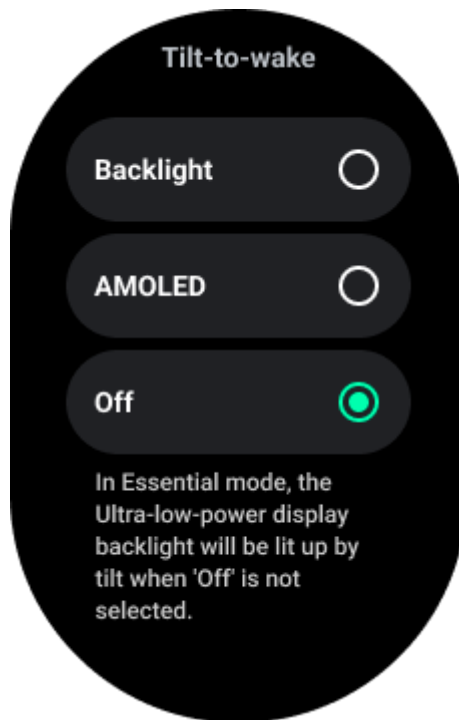 Tilt-to-wake
Backlight
AMOLED
Off
In Essential mode, the
Ultra-low-power display
backlight will be lit up by
tilt when 'Off' is not
selected.